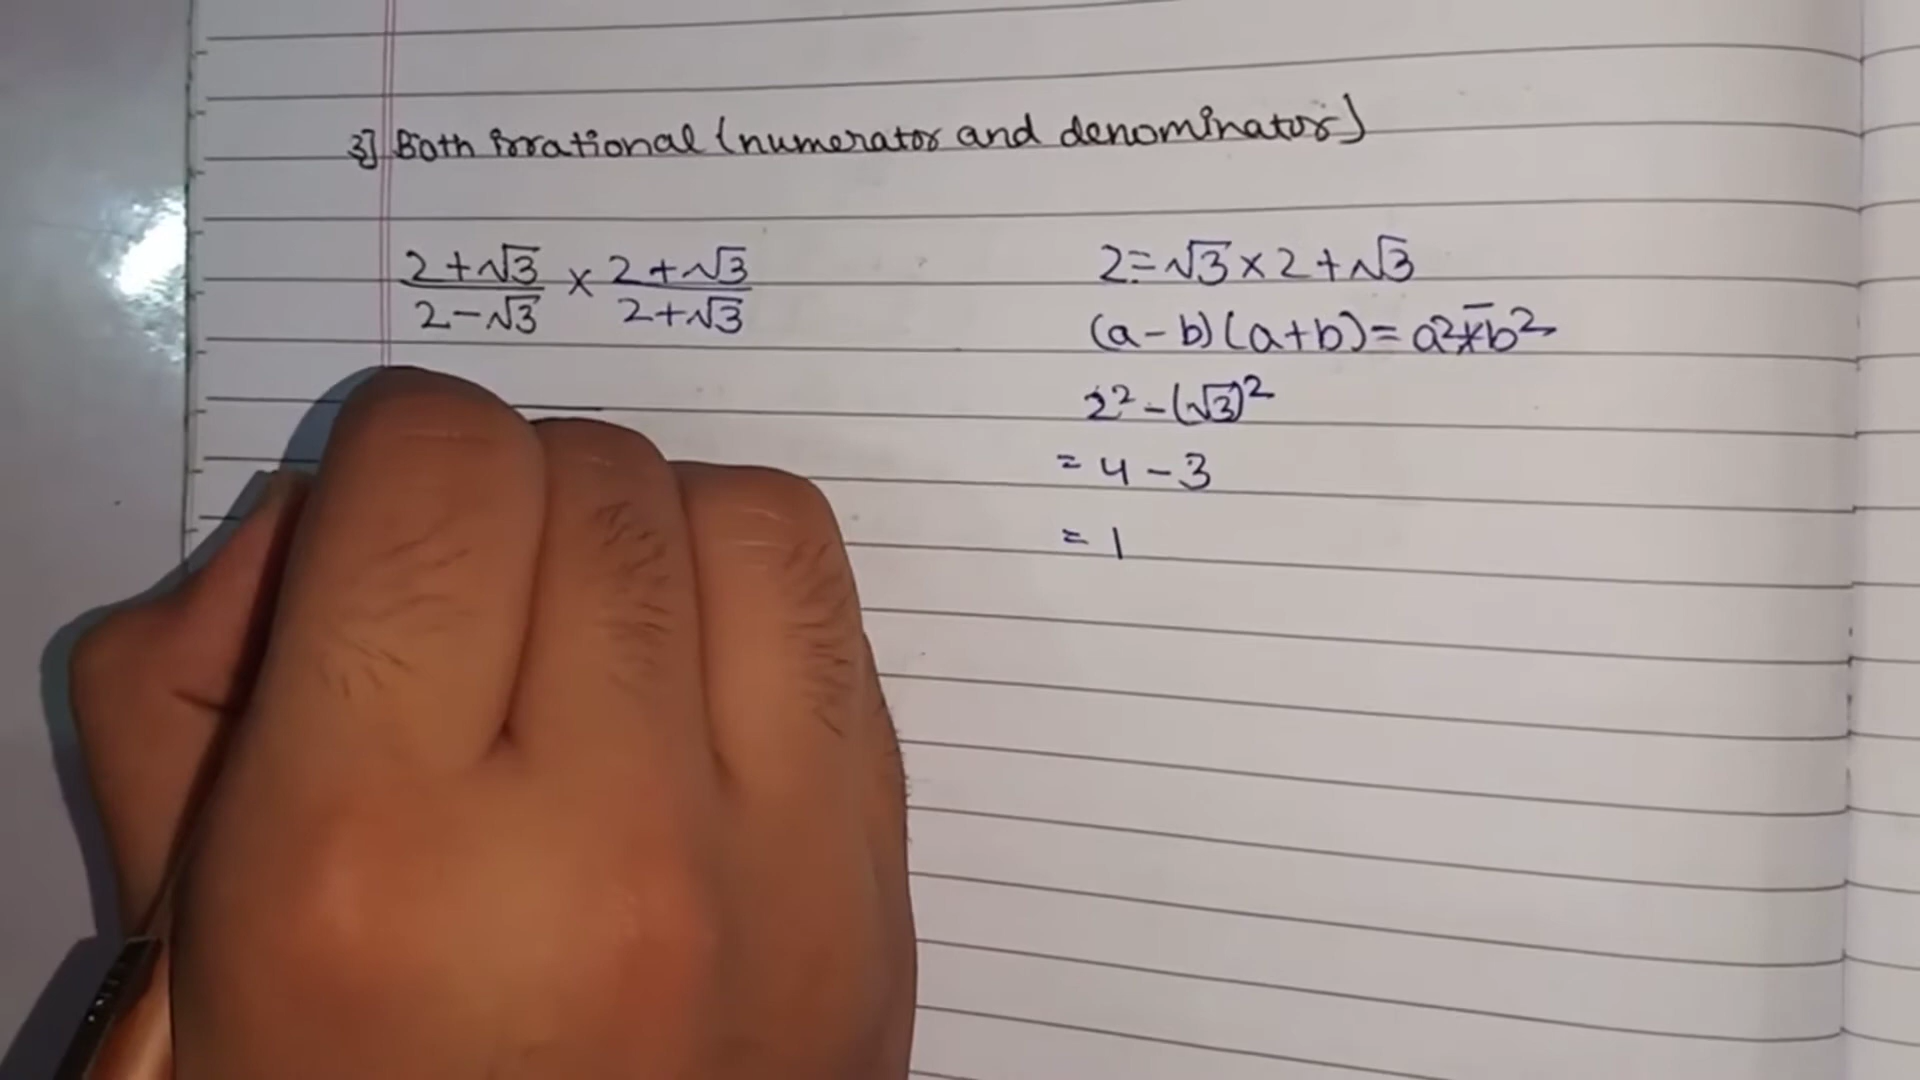 3] Both irrational (numerator and denominator)
2+√3/2-√3 × 2+√3/2+√3
2=√3×2+√3
(a-b)(a+b)=a²-b²
2²-(√3)²
= 4-3
= 1